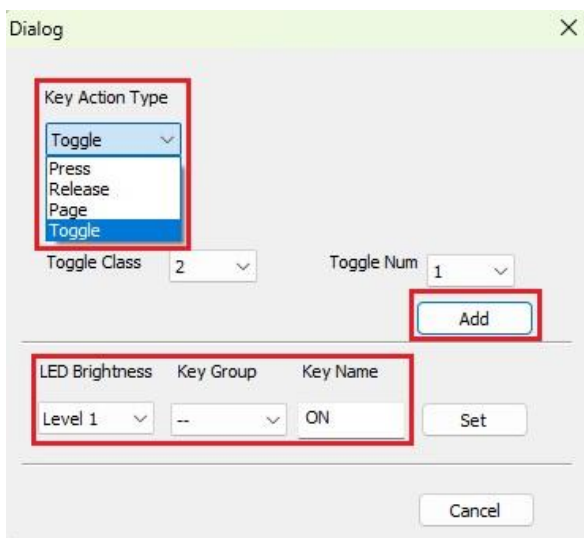 Dialog
Key Action Type
Toggle
Press
Release
Page
Toggle
Toggle Class 2 Toggle Num 1
Add
LED Brightness Key Group Key Name
Level 1 -- ON Set
Cancel